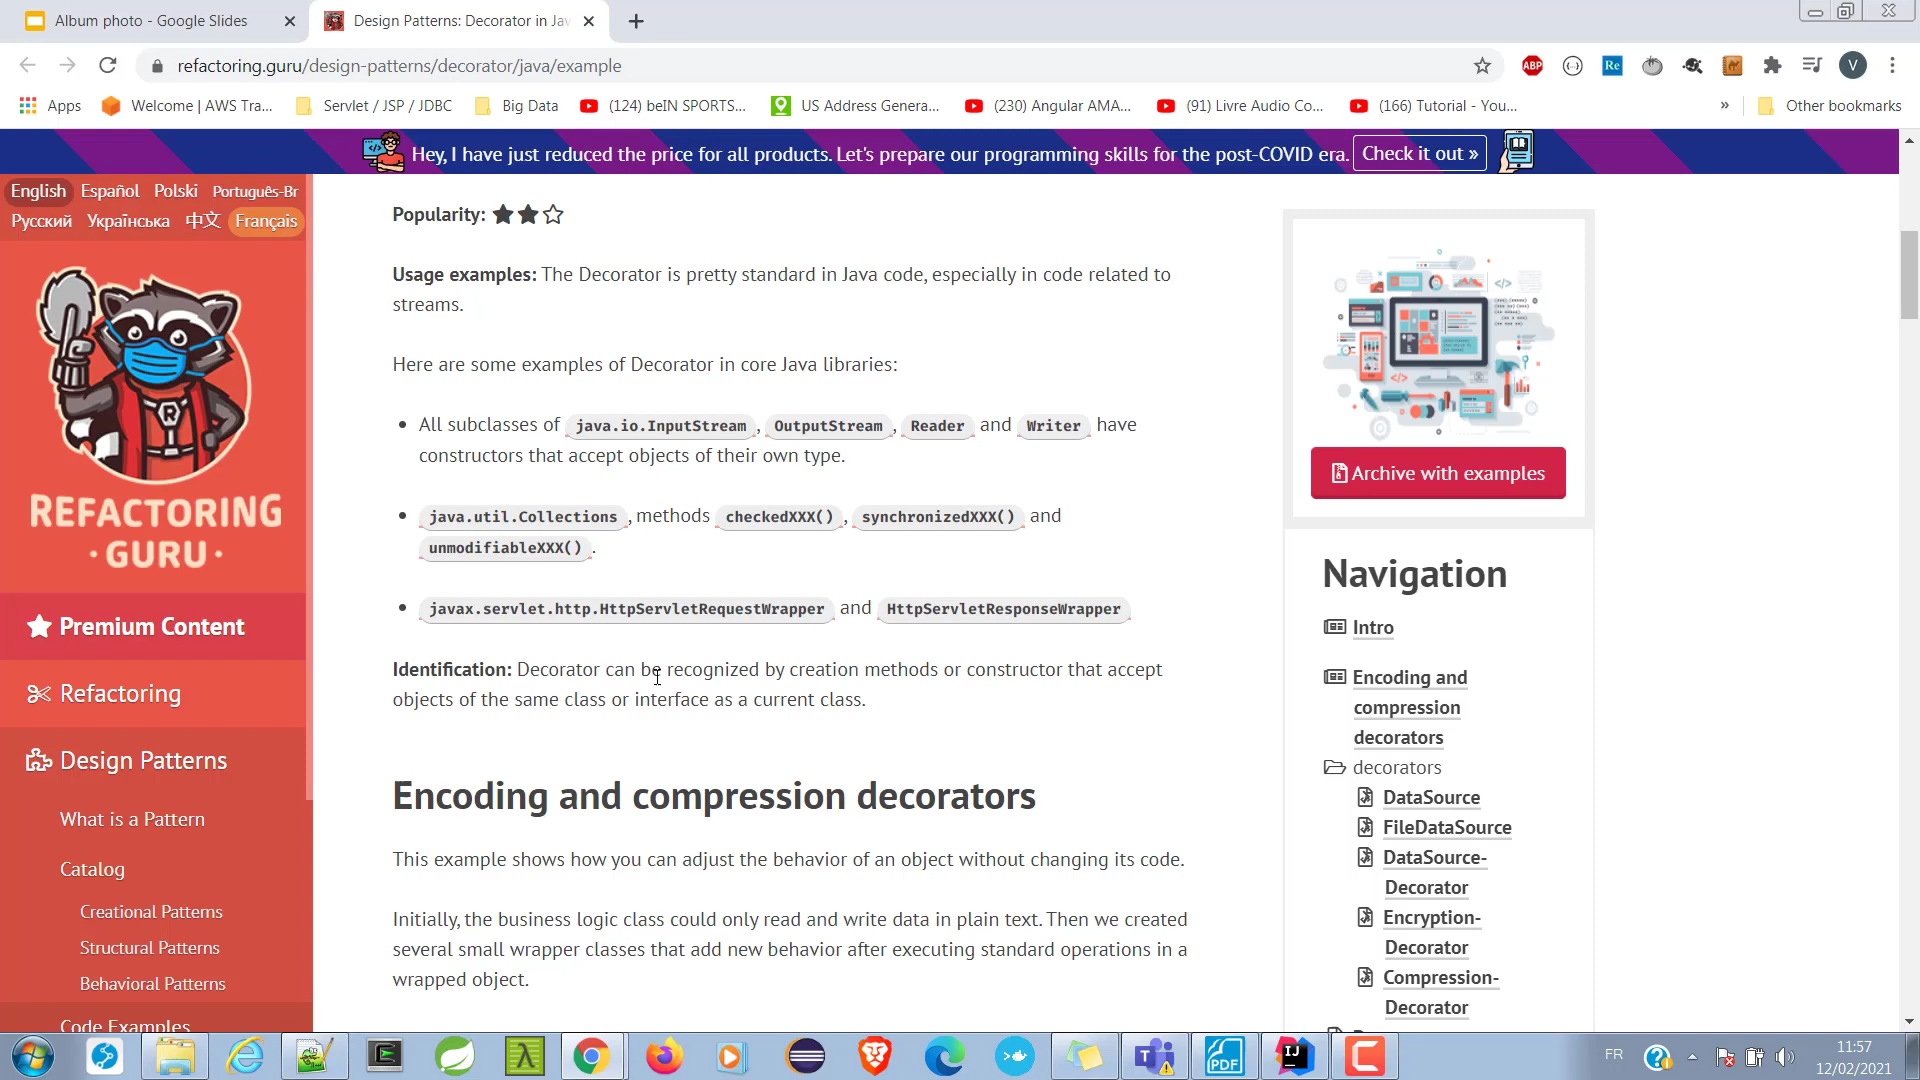 Album photo - Google Slides
Design Patterns: Decorator in Jav
refactoring.guru/design-patterns/decorator/java/example
ABP
Re
V
Apps
Welcome | AWS Tra...
Servlet / JSP / JDBC
Big Data
(124) beIN SPORTS...
US Address Genera...
(230) Angular AMA...
(91) Livre Audio Co...
(166) Tutorial - You...
»
Other bookmarks
Hey, I have just reduced the price for all products. Let's prepare our programming skills for the post-COVID era.
Check it out »
English Español Polski Português-Br
Русский Українська 中文 Français
R
REFACTORING
· GURU ·
Premium Content
Refactoring
Design Patterns
What is a Pattern
Catalog
Creational Patterns
Structural Patterns
Behavioral Patterns
Code Examples
Popularity:
Usage examples: The Decorator is pretty standard in Java code, especially in code related to
streams.
Here are some examples of Decorator in core Java libraries:
• All subclasses of java.io.InputStream, OutputStream, Reader and Writer have
constructors that accept objects of their own type.
• java.util.Collections, methods checkedXXX(), synchronizedXXX() and
unmodifiableXXX().
• javax.servlet.http.HttpServletRequestWrapper and HttpServletResponseWrapper
Identification: Decorator can be recognized by creation methods or constructor that accept
objects of the same class or interface as a current class.
Encoding and compression decorators
This example shows how you can adjust the behavior of an object without changing its code.
Initially, the business logic class could only read and write data in plain text. Then we created
several small wrapper classes that add new behavior after executing standard operations in a
wrapped object.
Archive with examples
Navigation
Intro
Encoding and
compression
decorators
decorators
DataSource
FileDataSource
DataSource-
Decorator
Encryption-
Decorator
Compression-
Decorator
PDF
IJ
FR
11:57
12/02/2021